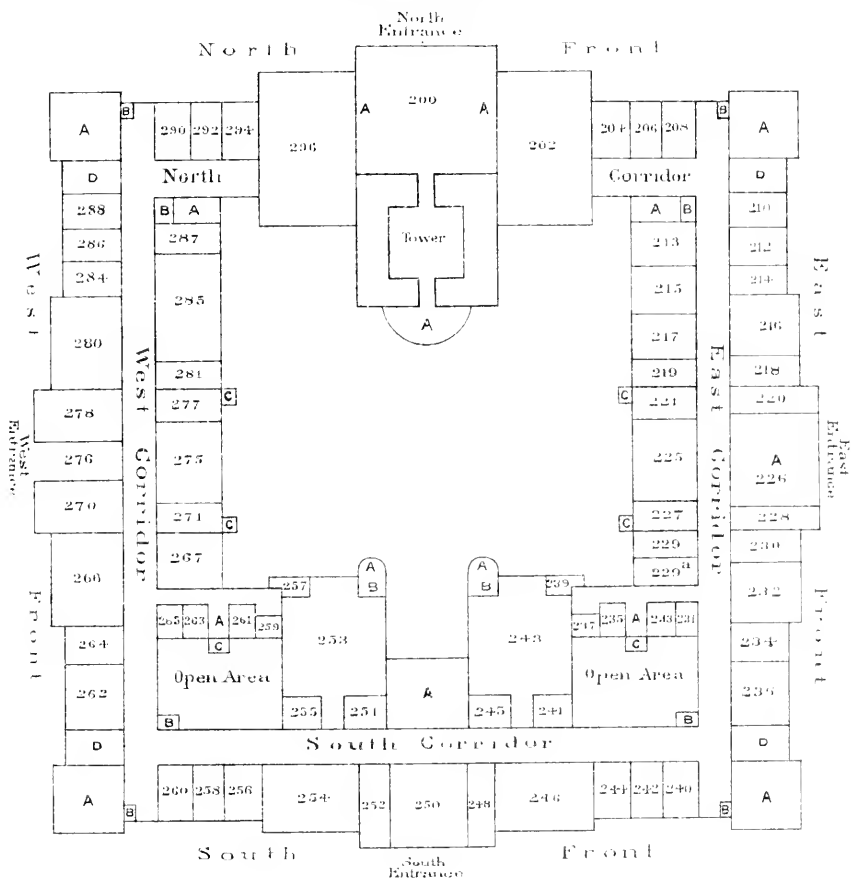 North
Entrance
North Front
A 200 A
B B
A 290 292 294 296 202 204 206 208 A
D North Corridor D
288 B A A B 210
287 Tower 213
286 212
284 214
285 215
West East
A
280 217 216
West Corridor East Corridor
281 219 218
277 C C 221 220
278
West
Entrance
276 275 225 A
226
East
Entrance
270 271 C C 227 228
267 229 230
266 229a 232
A A
257 B B 239
265 263 A 261 259 253 243 237 235 A 233 231
C C
Front Front
264 234
Open Area Open Area
262 A 236
255 251 245 241
B B
D South Corridor D
A 260 258 256 254 252 250 248 246 244 242 240 A
B B
South Front
South
Entrance